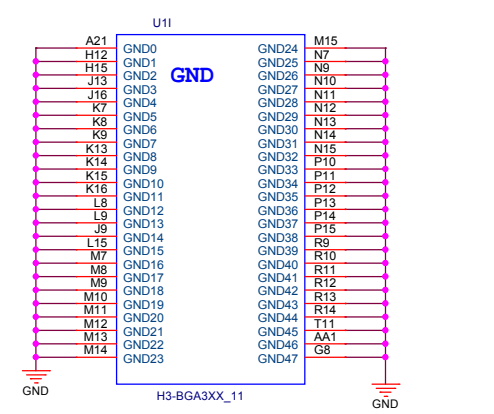 U1I
GND
A21 GND0 GND24 M15
H12 GND1 GND25 N7
H15 GND2 GND26 N9
J13 GND3 GND27 N10
J16 GND4 GND28 N11
K7 GND5 GND29 N12
K8 GND6 GND30 N13
K9 GND7 GND31 N14
K13 GND8 GND32 N15
K14 GND9 GND33 P10
K15 GND10 GND34 P11
K16 GND11 GND35 P12
L8 GND12 GND36 P13
L9 GND13 GND37 P14
J9 GND14 GND38 P15
L15 GND15 GND39 R9
M7 GND16 GND40 R10
M8 GND17 GND41 R11
M9 GND18 GND42 R12
M10 GND19 GND43 R13
M11 GND20 GND44 R14
M12 GND21 GND45 T11
M13 GND22 GND46 AA1
M14 GND23 GND47 G8
GND
H3-BGA3XX_11
GND